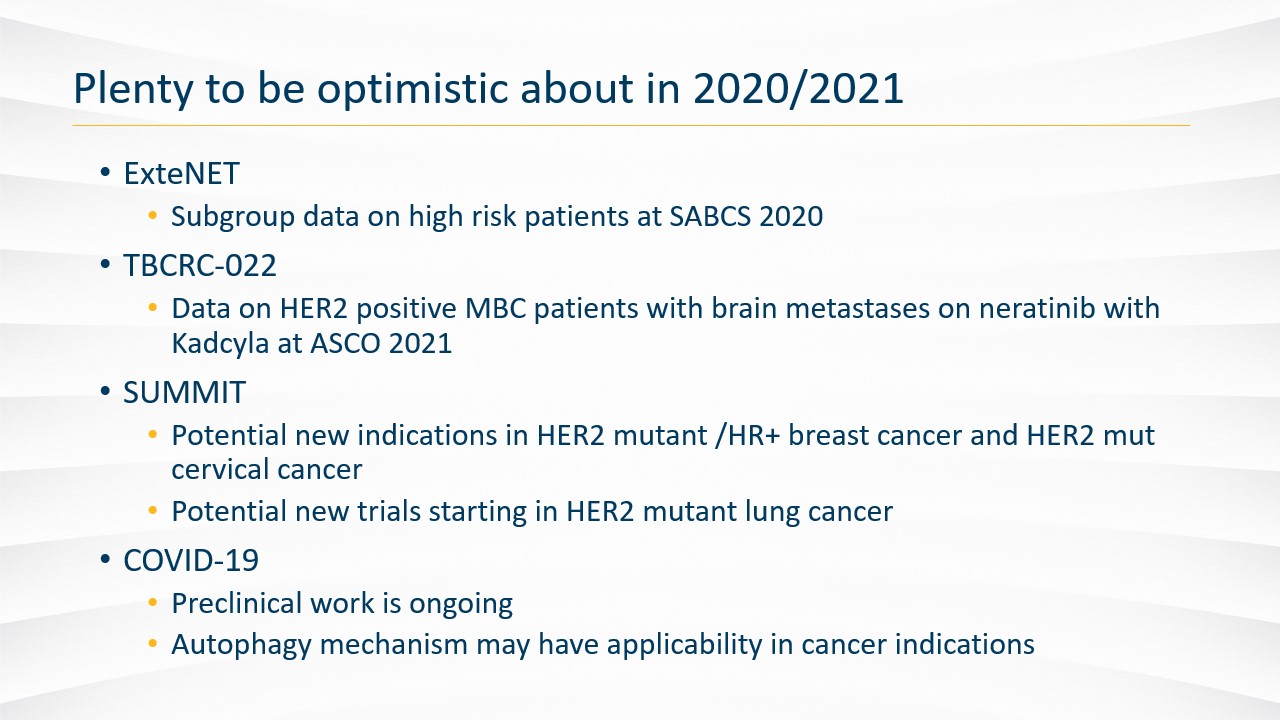 Plenty to be optimistic about in 2020/2021
• ExteNET
• Subgroup data on high risk patients at SABCS 2020
• TBCRC-022
• Data on HER2 positive MBC patients with brain metastases on neratinib with
Kadcyla at ASCO 2021
• SUMMIT
• Potential new indications in HER2 mutant /HR+ breast cancer and HER2 mut
cervical cancer
• Potential new trials starting in HER2 mutant lung cancer
• COVID-19
• Preclinical work is ongoing
• Autophagy mechanism may have applicability in cancer indications